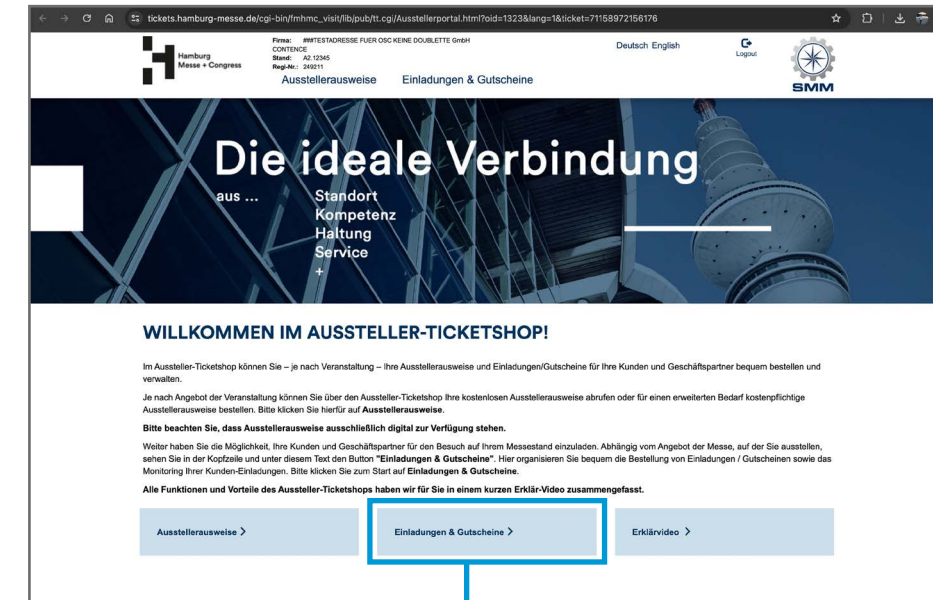 tickets.hamburg-messe.de/cgi-bin/fmhmc_visit/lib/pub/tt.cgi/Ausstellerportal.html?oid=1323&lang=1&ticket=71158972156176
Hamburg
Messe + Congress
Firma: ###TESTADRESSE FUER OSC KEINE DOUBLETTE GmbH
CONTENCE
Stand: A2.12345
Regi-Nr.: 249211
Deutsch English
Logout
SMM
Ausstellerausweise Einladungen & Gutscheine
Die ideale Verbindung
aus ... Standort
Kompetenz
Haltung
Service
+
WILLKOMMEN IM AUSSTELLER-TICKETSHOP!
Im Aussteller-Ticketshop können Sie – je nach Veranstaltung – Ihre Ausstellerausweise und Einladungen/Gutscheine für Ihre Kunden und Geschäftspartner bequem bestellen und
verwalten.
Je nach Angebot der Veranstaltung können Sie über den Aussteller-Ticketshop Ihre kostenlosen Ausstellerausweise abrufen oder für einen erweiterten Bedarf kostenpflichtige
Ausstellerausweise bestellen. Bitte klicken Sie hierfür auf Ausstellerausweise.
Bitte beachten Sie, dass Ausstellerausweise ausschließlich digital zur Verfügung stehen.
Weiter haben Sie die Möglichkeit, Ihre Kunden und Geschäftspartner für den Besuch auf Ihrem Messestand einzuladen. Abhängig vom Angebot der Messe, auf der Sie ausstellen,
sehen Sie in der Kopfzeile und unter diesem Text den Button "Einladungen & Gutscheine". Hier organisieren Sie bequem die Bestellung von Einladungen / Gutscheinen sowie das
Monitoring Ihrer Kunden-Einladungen. Bitte klicken Sie zum Start auf Einladungen & Gutscheine.
Alle Funktionen und Vorteile des Aussteller-Ticketshops haben wir für Sie in einem kurzen Erklär-Video zusammengefasst.
Ausstellerausweise > Einladungen & Gutscheine > Erklärvideo >